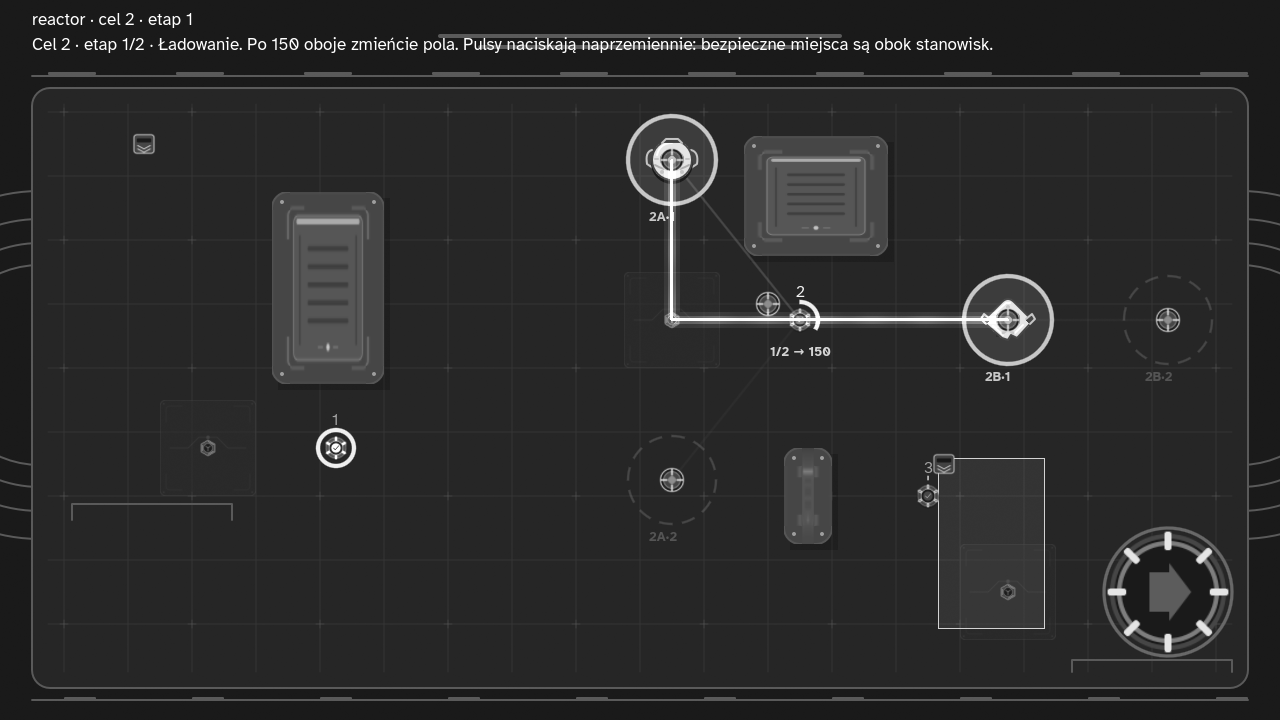 reactor · cel 2 · etap 1
Cel 2 · etap 1/2 · Ładowanie. Po 150 oboje zmieńcie pola. Pulsy naciskają naprzemiennie: bezpieczne miejsca są obok stanowisk.
2A·1
2
1/2 → 150
2B·1
2B·2
1
3
2A·2